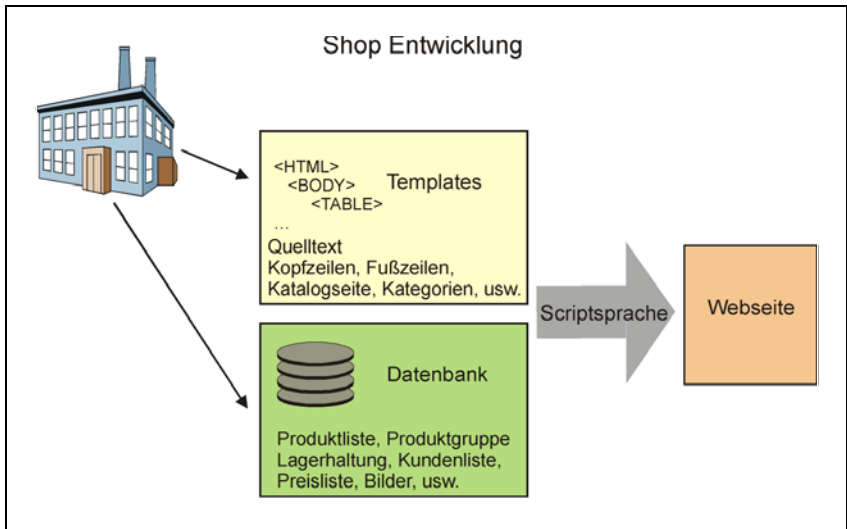 Shop Entwicklung
<HTML>
<BODY>
<TABLE>
...
Templates
Quelltext
Kopfzeilen, Fußzeilen,
Katalogseite, Kategorien, usw.
Datenbank
Produktliste, Produktgruppe
Lagerhaltung, Kundenliste,
Preisliste, Bilder, usw.
Scriptsprache
Webseite